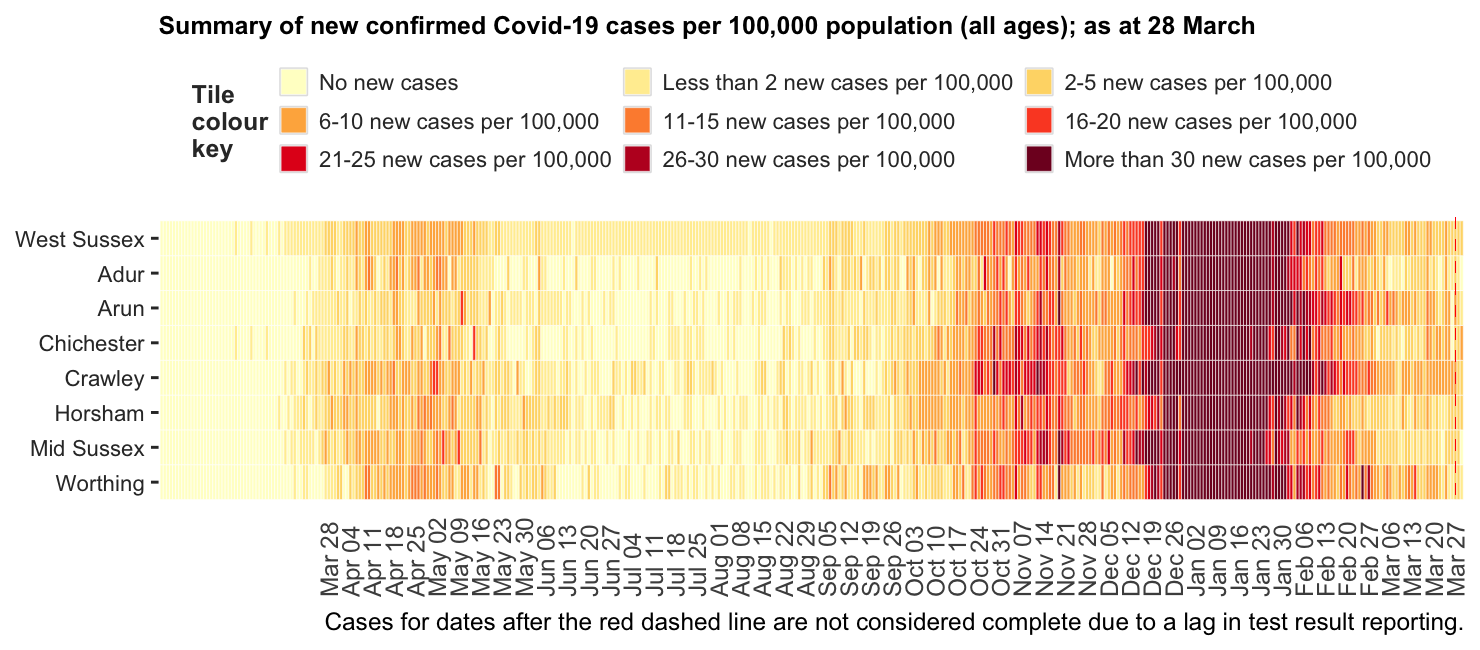 Summary of new confirmed Covid-19 cases per 100,000 population (all ages); as at 28 March
Tile
colour
key
No new cases
Less than 2 new cases per 100,000
2-5 new cases per 100,000
6-10 new cases per 100,000
11-15 new cases per 100,000
16-20 new cases per 100,000
21-25 new cases per 100,000
26-30 new cases per 100,000
More than 30 new cases per 100,000
West Sussex
Adur
Arun
Chichester
Crawley
Horsham
Mid Sussex
Worthing
Mar 28
Apr 04
Apr 11
Apr 18
Apr 25
May 02
May 09
May 16
May 23
May 30
Jun 06
Jun 13
Jun 20
Jun 27
Jul 04
Jul 11
Jul 18
Jul 25
Aug 01
Aug 08
Aug 15
Aug 22
Aug 29
Sep 05
Sep 12
Sep 19
Sep 26
Oct 03
Oct 10
Oct 17
Oct 24
Oct 31
Nov 07
Nov 14
Nov 21
Nov 28
Dec 05
Dec 12
Dec 19
Dec 26
Jan 02
Jan 09
Jan 16
Jan 23
Jan 30
Feb 06
Feb 13
Feb 20
Feb 27
Mar 06
Mar 13
Mar 20
Mar 27
Cases for dates after the red dashed line are not considered complete due to a lag in test result reporting.